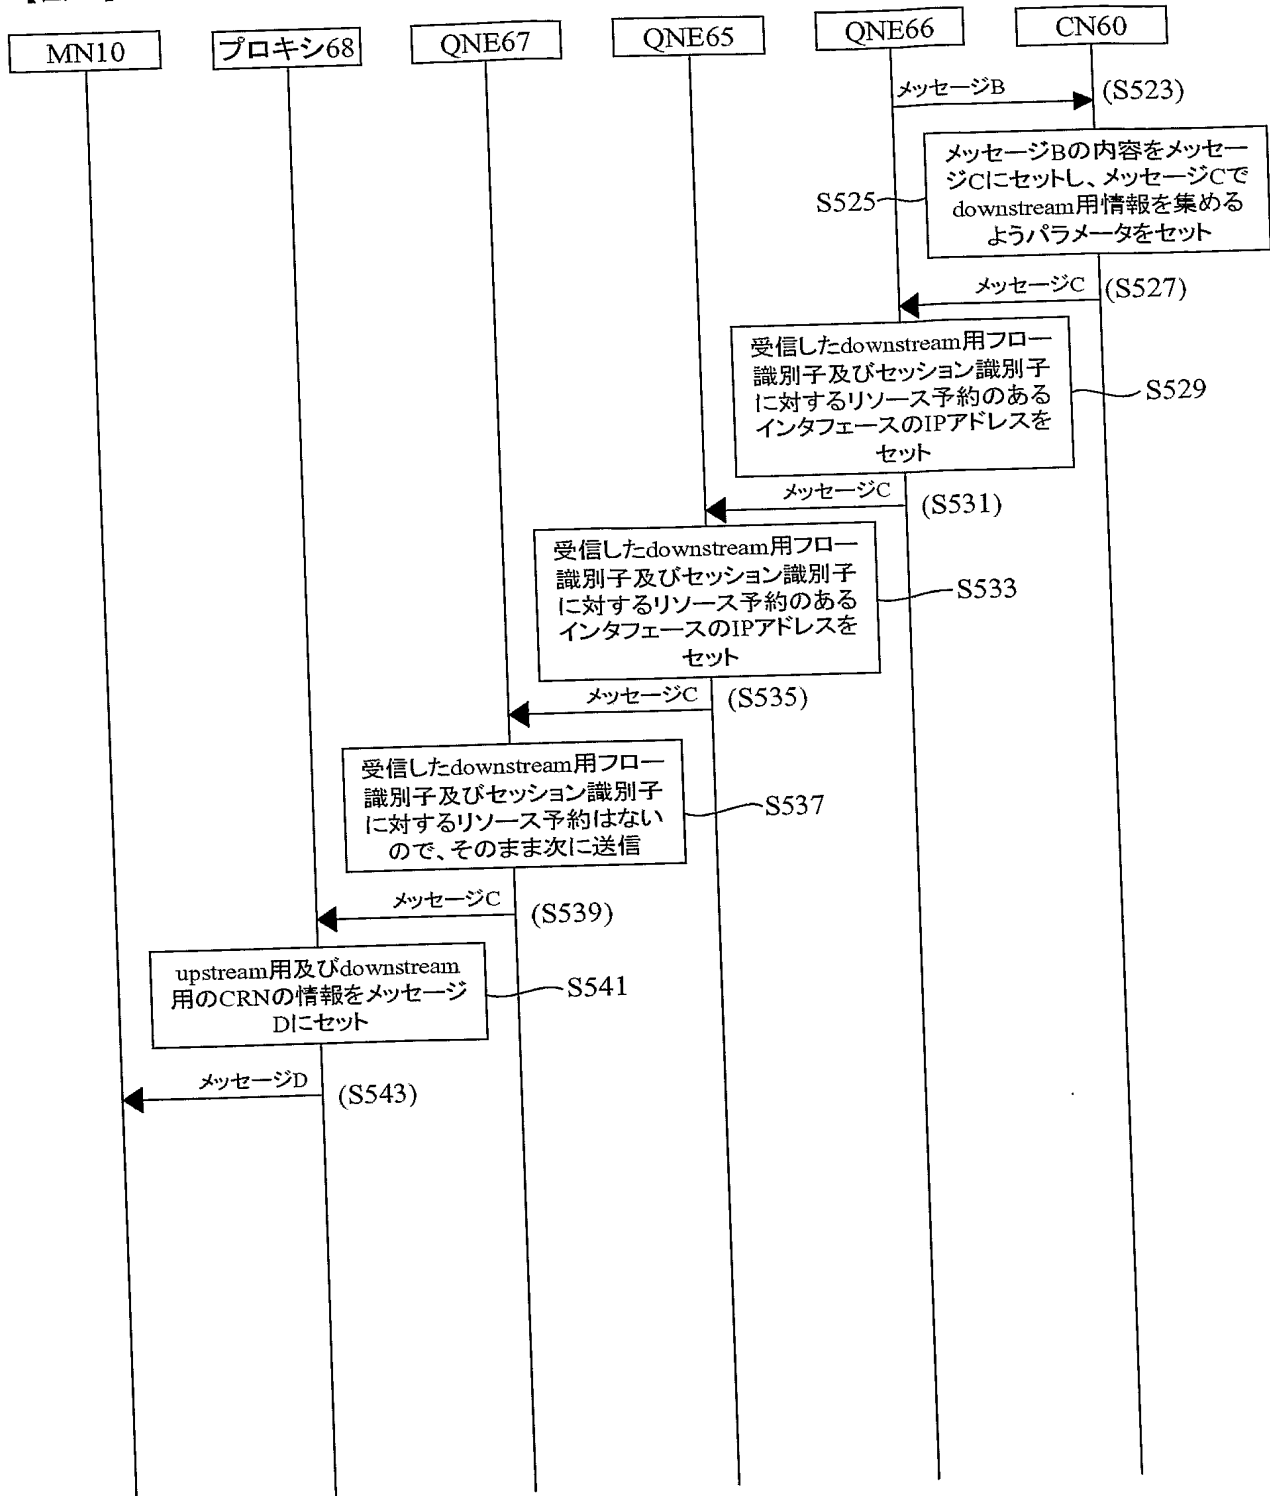 MN10
プロキシ68
QNE67
QNE65
QNE66
CN60
メッセージB
(S523)
メッセージBの内容をメッセー
ジCにセットし、メッセージCで
downstream用情報を集める
ようパラメータをセット
S525
メッセージC
(S527)
受信したdownstream用フロー
識別子及びセッション識別子
に対するリソース予約のある
インタフェースのIPアドレスを
セット
S529
メッセージC
(S531)
受信したdownstream用フロー
識別子及びセッション識別子
に対するリソース予約のある
インタフェースのIPアドレスを
セット
S533
メッセージC
(S535)
受信したdownstream用フロー
識別子及びセッション識別子
に対するリソース予約はない
ので、そのまま次に送信
S537
メッセージC
(S539)
upstream用及びdownstream
用のCRNの情報をメッセージ
Dにセット
S541
メッセージD
(S543)